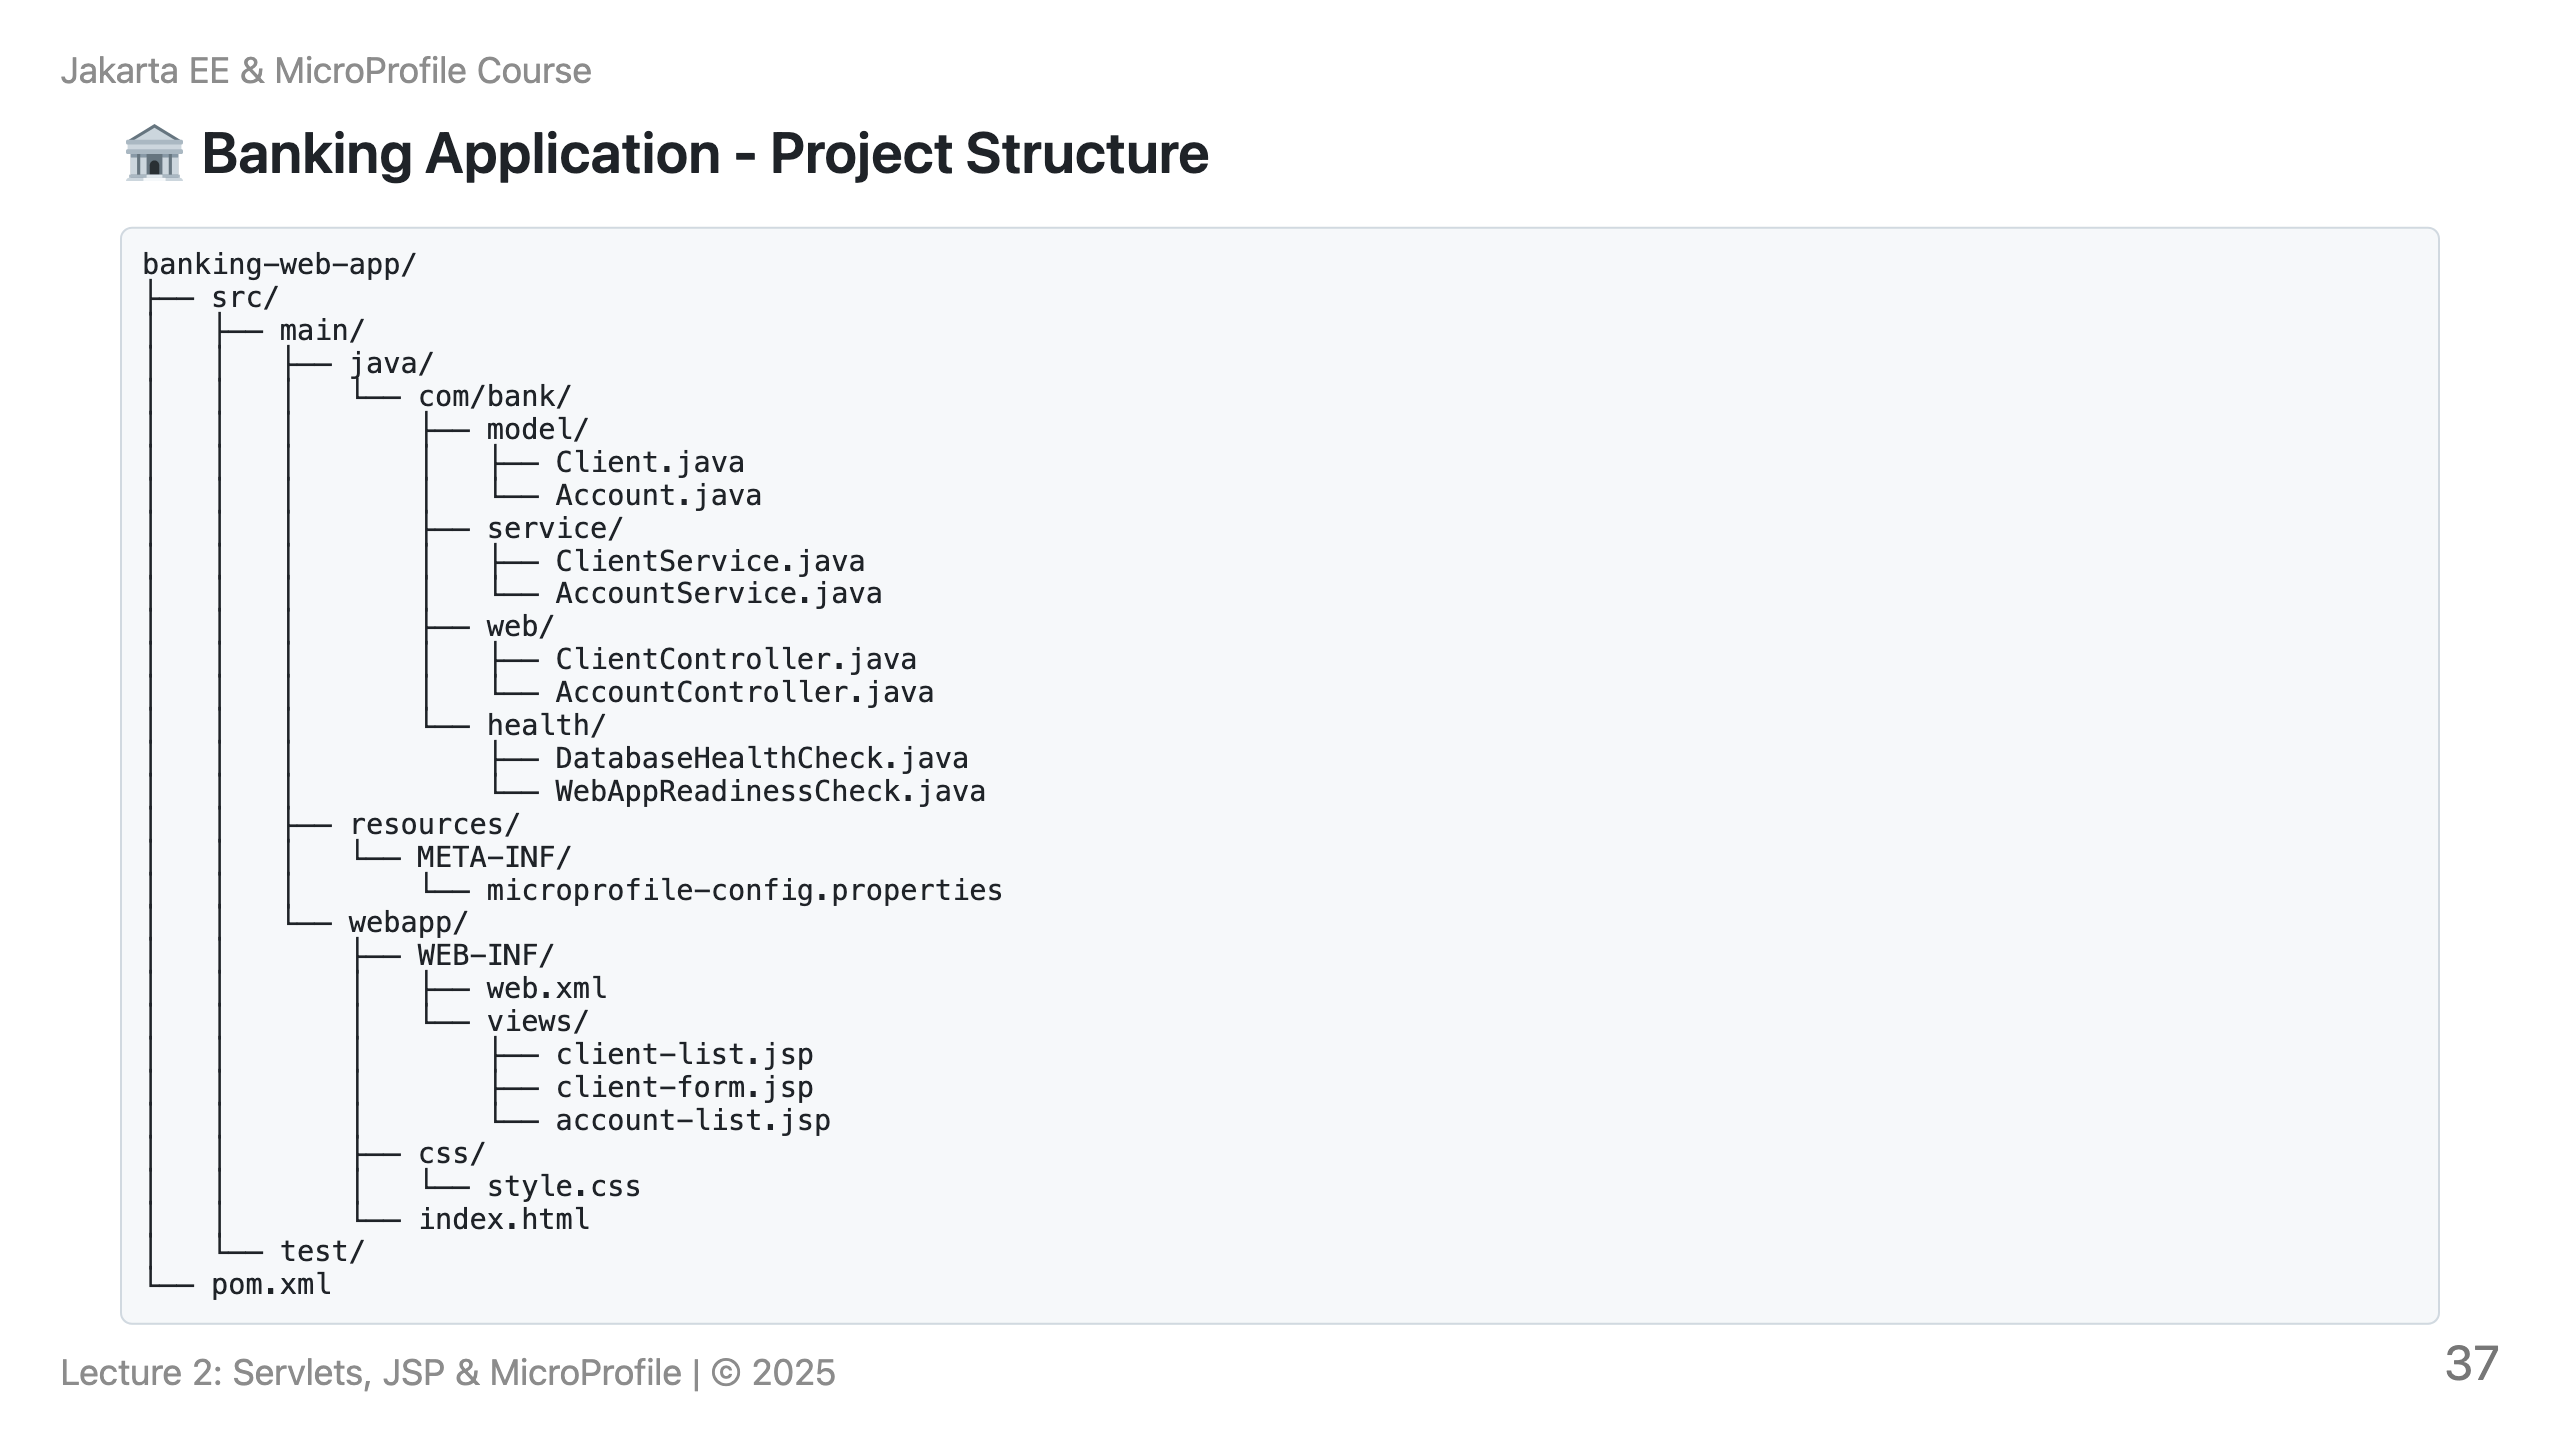 Jakarta EE & MicroProfile Course
🏛️ Banking Application - Project Structure
banking-web-app/
├── src/
│   ├── main/
│   │   ├── java/
│   │   │   └── com/bank/
│   │   │       ├── model/
│   │   │       │   ├── Client.java
│   │   │       │   └── Account.java
│   │   │       ├── service/
│   │   │       │   ├── ClientService.java
│   │   │       │   └── AccountService.java
│   │   │       ├── web/
│   │   │       │   ├── ClientController.java
│   │   │       │   └── AccountController.java
│   │   │       └── health/
│   │   │           ├── DatabaseHealthCheck.java
│   │   │           └── WebAppReadinessCheck.java
│   │   ├── resources/
│   │   │   └── META-INF/
│   │   │       └── microprofile-config.properties
│   │   └── webapp/
│   │       ├── WEB-INF/
│   │       │   ├── web.xml
│   │       │   └── views/
│   │       │       ├── client-list.jsp
│   │       │       ├── client-form.jsp
│   │       │       └── account-list.jsp
│   │       ├── css/
│   │       │   └── style.css
│   │       └── index.html
│   └── test/
└── pom.xml
Lecture 2: Servlets, JSP & MicroProfile | © 2025
37